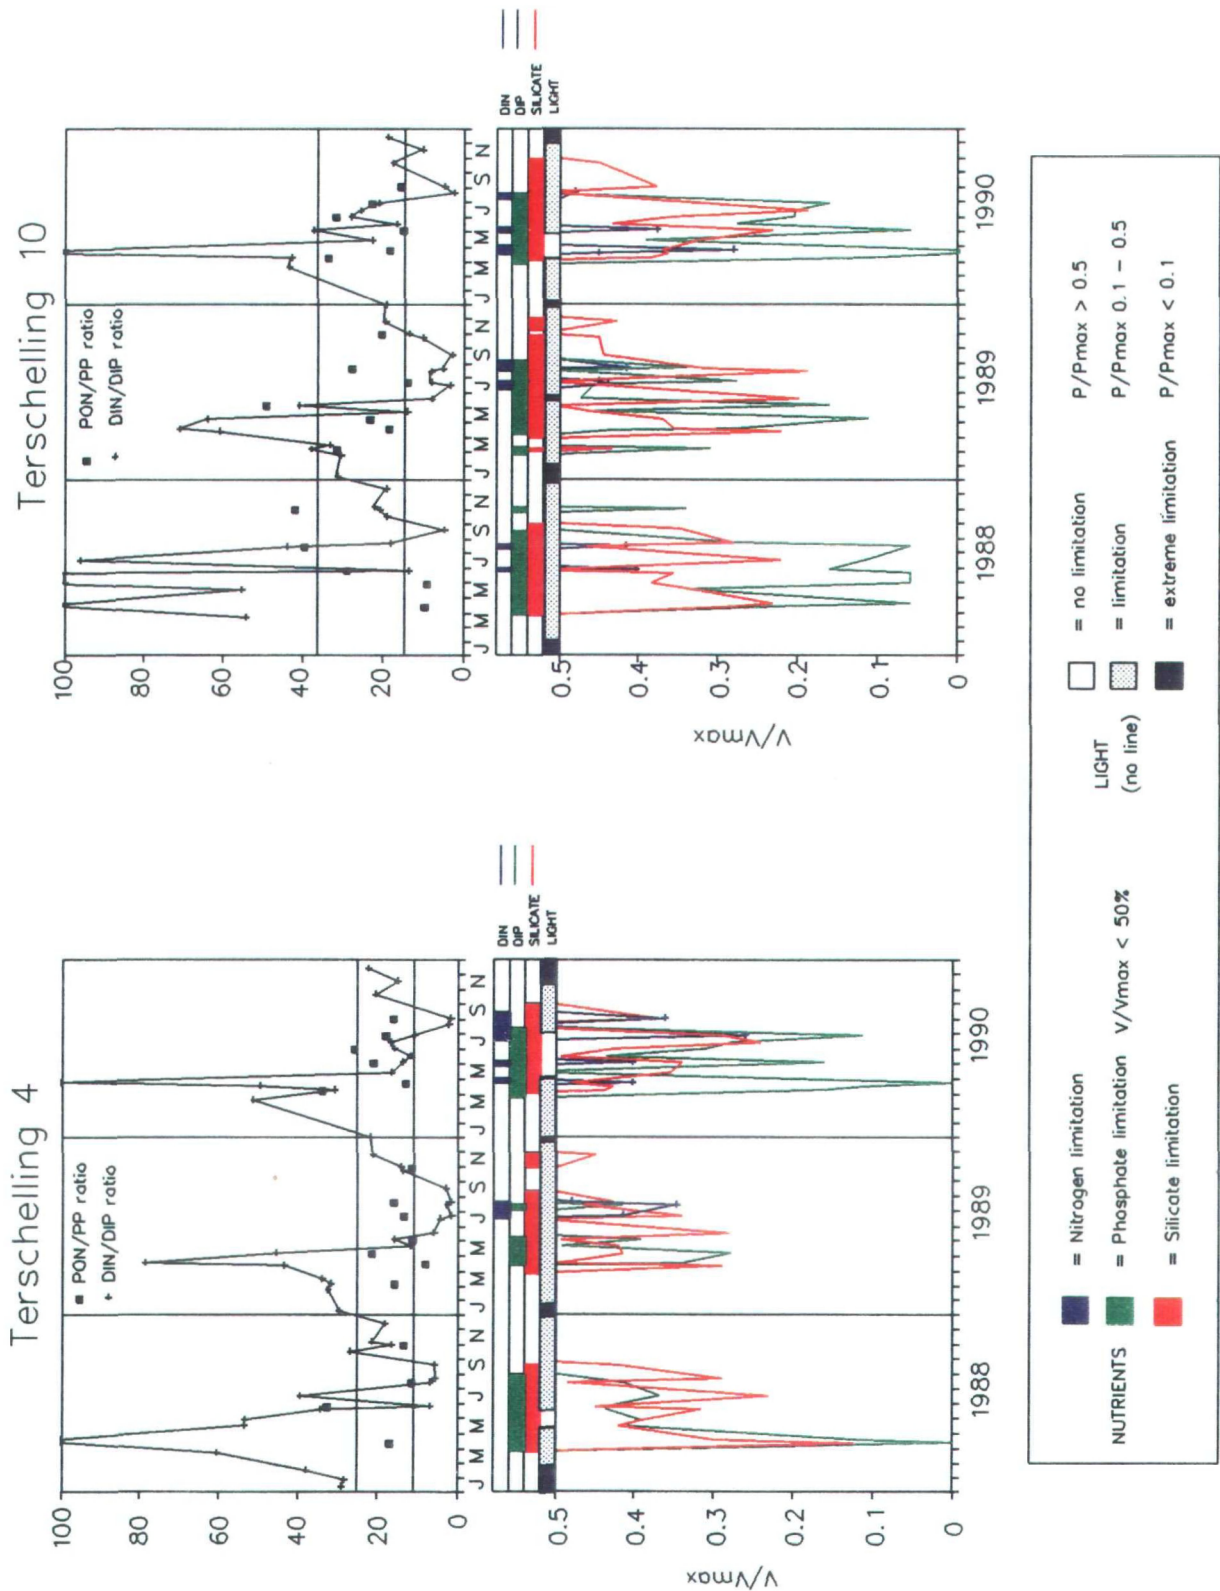 Terschelling 4
■ PON/PP ratio
+ DIN/DIP ratio
100
80
60
40
20
0
J M M J S N J M M J S N J M M J S N
DIN
DIP
SILICATE
LIGHT
V/Vmax
0.5
0.4
0.3
0.2
0.1
0
1988 1989 1990
Terschelling 10
■ PON/PP ratio
+ DIN/DIP ratio
100
80
60
40
20
0
J M M J S N J M M J S N J M M J S N
DIN
DIP
SILICATE
LIGHT
V/Vmax
0.5
0.4
0.3
0.2
0.1
0
1988 1989 1990
NUTRIENTS
= Nitrogen limitation
= Phosphate limitation V/Vmax < 50%
= Silicate limitation
LIGHT
(no line)
= no limitation P/Pmax > 0.5
= limitation P/Pmax 0.1 - 0.5
= extreme limitation P/Pmax < 0.1